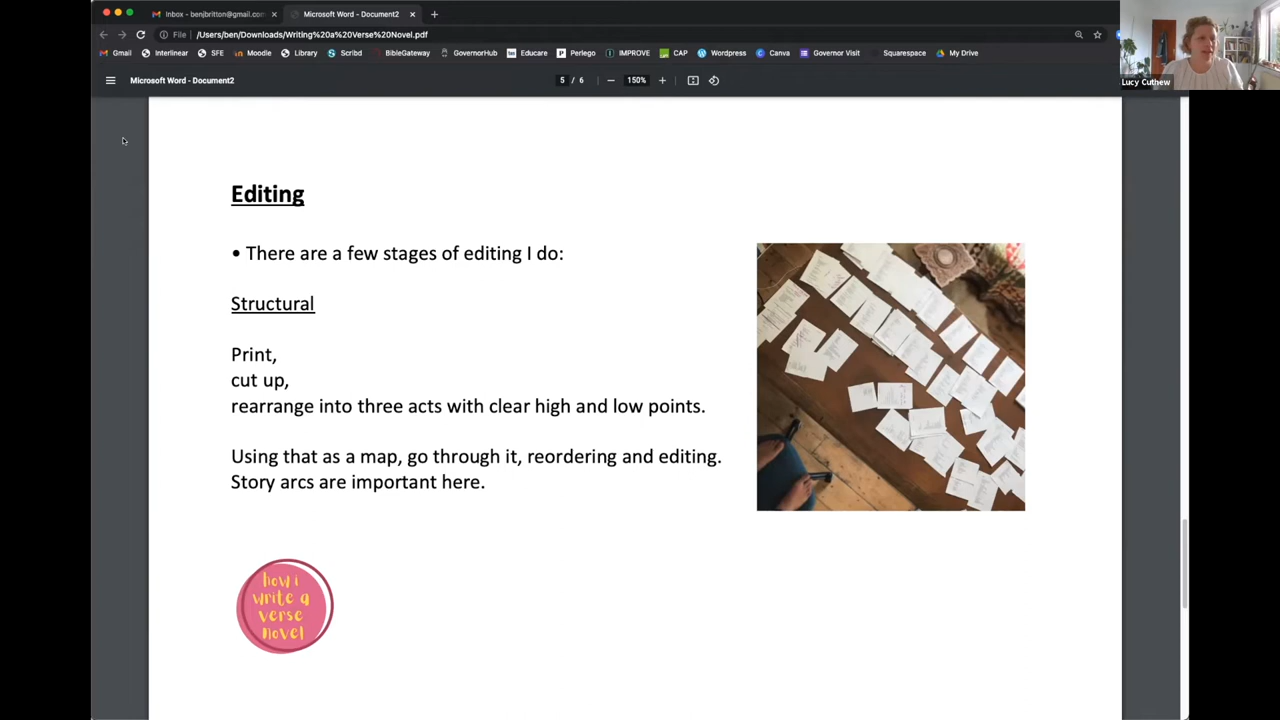 Inbox - benjbritton@gmail.co
Microsoft Word - Document2
File
/Users/ben/Downloads/Writing%20a%20Verse%20Novel.pdf
Gmail
Interlinear
SFE
Moodle
Library
Scribd
BibleGateway
GovernorHub
Educare
Perlego
IMPROVE
CAP
Wordpress
Canva
Governor Visit
Squarespace
My Drive
Microsoft Word - Document2
5 / 6
150%
Lucy Cuthew
Editing
• There are a few stages of editing I do:
Structural
Print,
cut up,
rearrange into three acts with clear high and low points.
Using that as a map, go through it, reordering and editing.
Story arcs are important here.
how i
write a
verse
novel